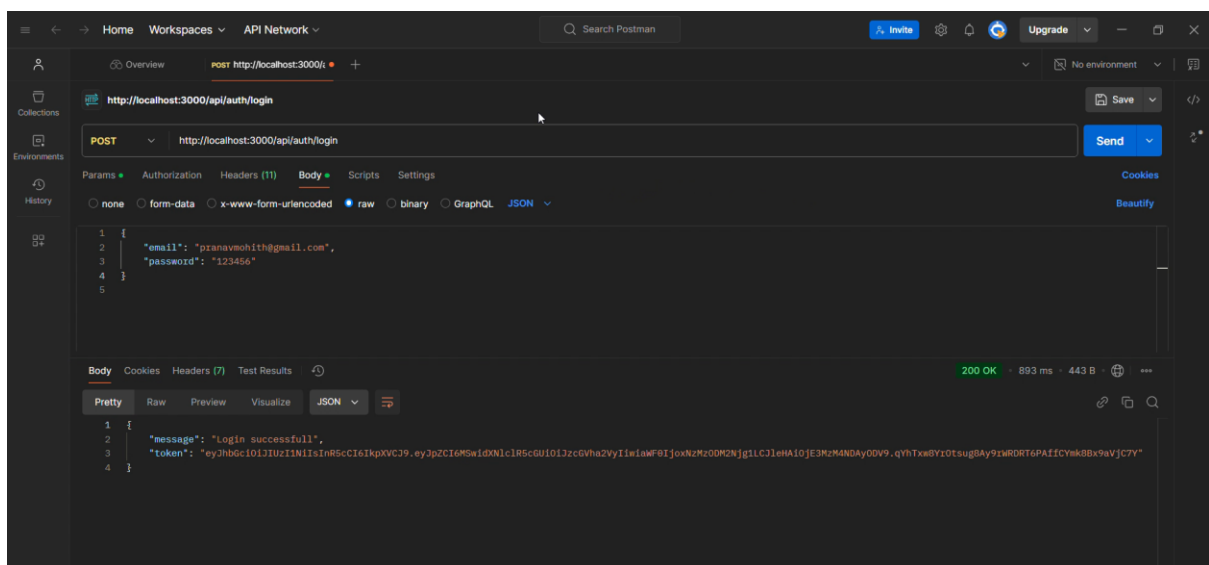 Home Workspaces API Network Search Postman Invite Upgrade
Overview POST http://localhost:3000/a No environment
Collections
Environments
History
HTTP http://localhost:3000/api/auth/login Save
POST http://localhost:3000/api/auth/login Send
Params Authorization Headers (11) Body Scripts Settings Cookies
none form-data x-www-form-urlencoded raw binary GraphQL JSON Beautify
1 {
2 "email": "pranavmohith@gmail.com",
3 "password": "123456"
4 }
5
Body Cookies Headers (7) Test Results 200 OK 893 ms 443 B
Pretty Raw Preview Visualize JSON
1 {
2 "message": "Login successfull",
3 "token":
4 }